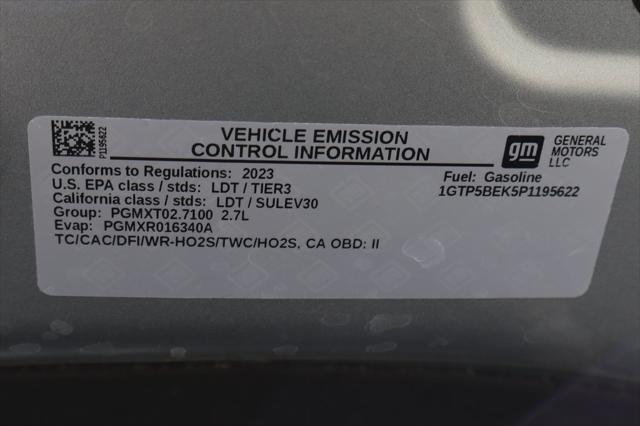 P1195622
VEHICLE EMISSION
CONTROL INFORMATION
gm GENERAL
MOTORS
LLC
Conforms to Regulations: 2023
Fuel: Gasoline
U.S. EPA class / stds: LDT / TIER3
1GTP5BEK5P1195622
California class / stds: LDT / SULEV30
Group: PGMXT02.7100 2.7L
Evap: PGMXR016340A
TC/CAC/DFI/WR-HO2S/TWC/HO2S, CA OBD: II